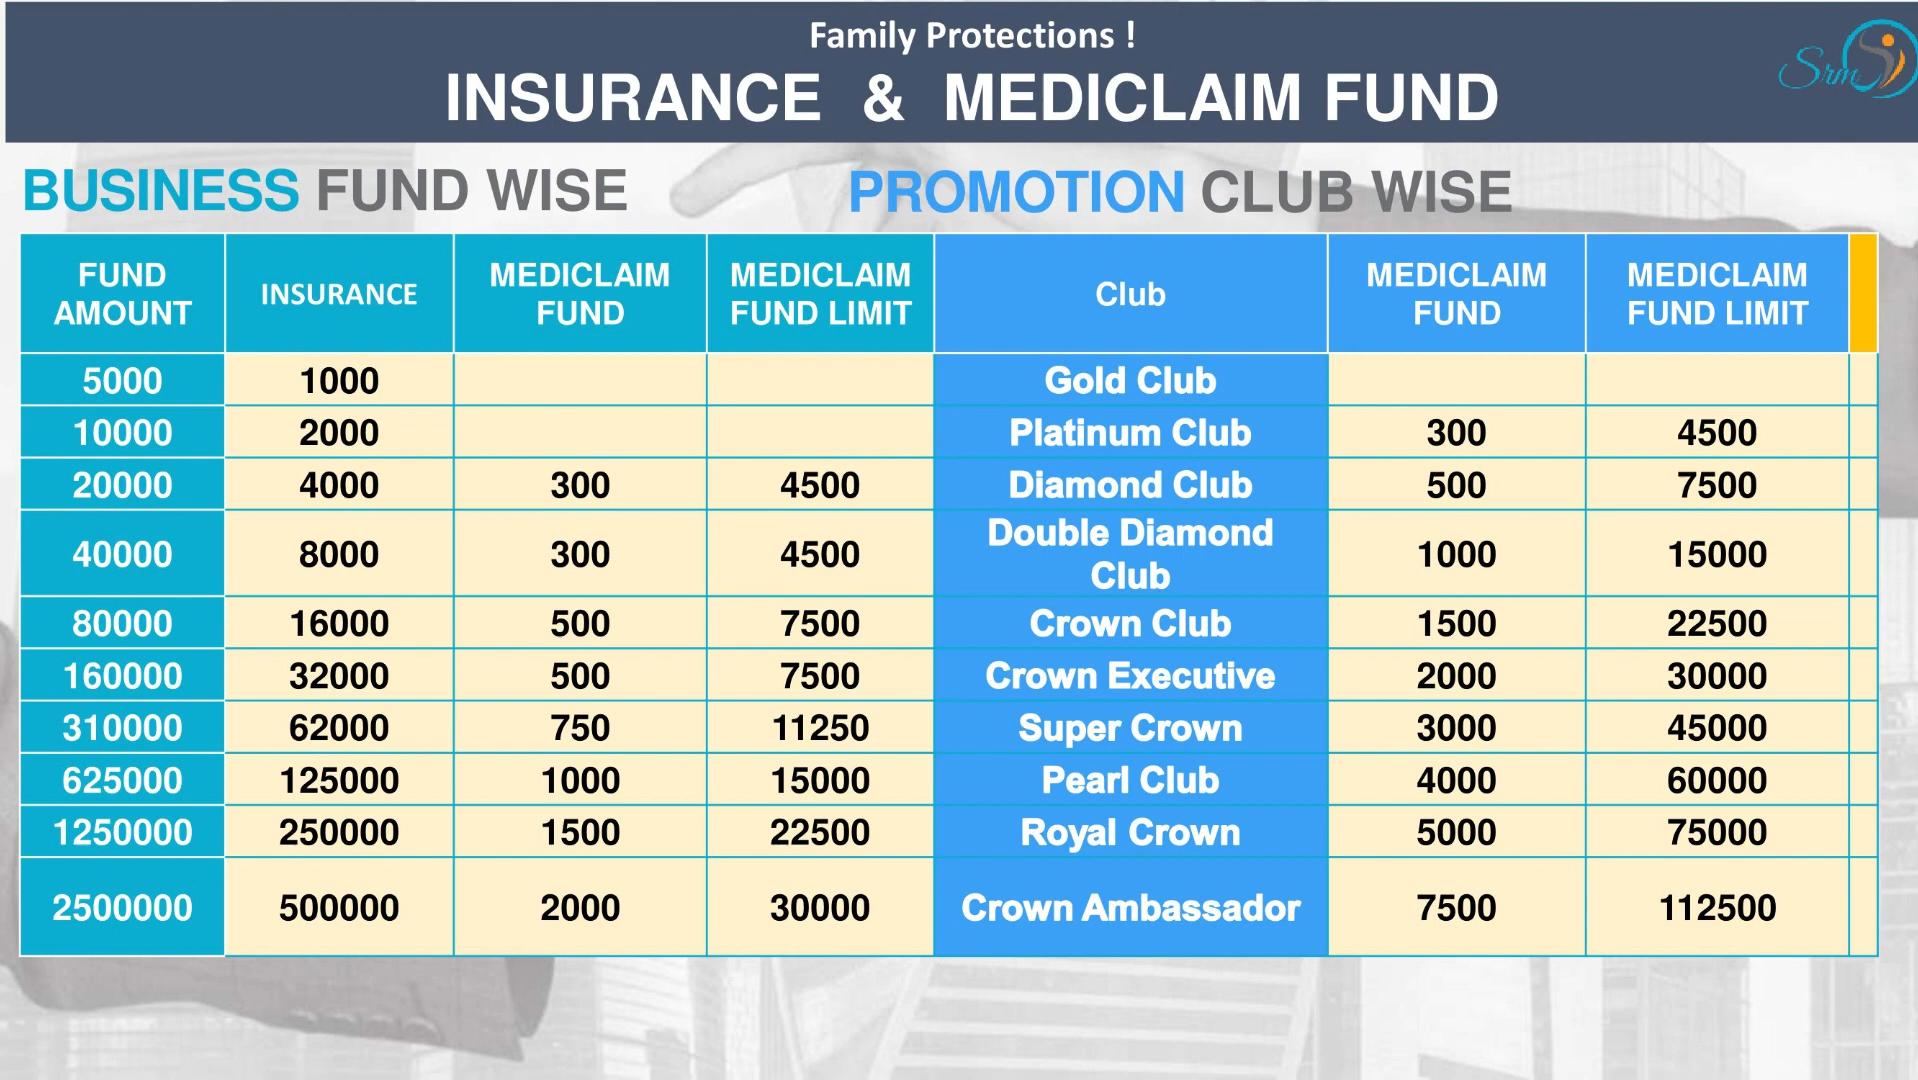 Family Protections !
INSURANCE & MEDICLAIM FUND
Srm
BUSINESS FUND WISE
PROMOTION CLUB WISE
FUND AMOUNT INSURANCE MEDICLAIM FUND MEDICLAIM FUND LIMIT Club MEDICLAIM FUND MEDICLAIM FUND LIMIT
5000 1000 Gold Club
10000 2000 Platinum Club 300 4500
20000 4000 300 4500 Diamond Club 500 7500
40000 8000 300 4500 Double Diamond Club 1000 15000
80000 16000 500 7500 Crown Club 1500 22500
160000 32000 500 7500 Crown Executive 2000 30000
310000 62000 750 11250 Super Crown 3000 45000
625000 125000 1000 15000 Pearl Club 4000 60000
1250000 250000 1500 22500 Royal Crown 5000 75000
2500000 500000 2000 30000 Crown Ambassador 7500 112500